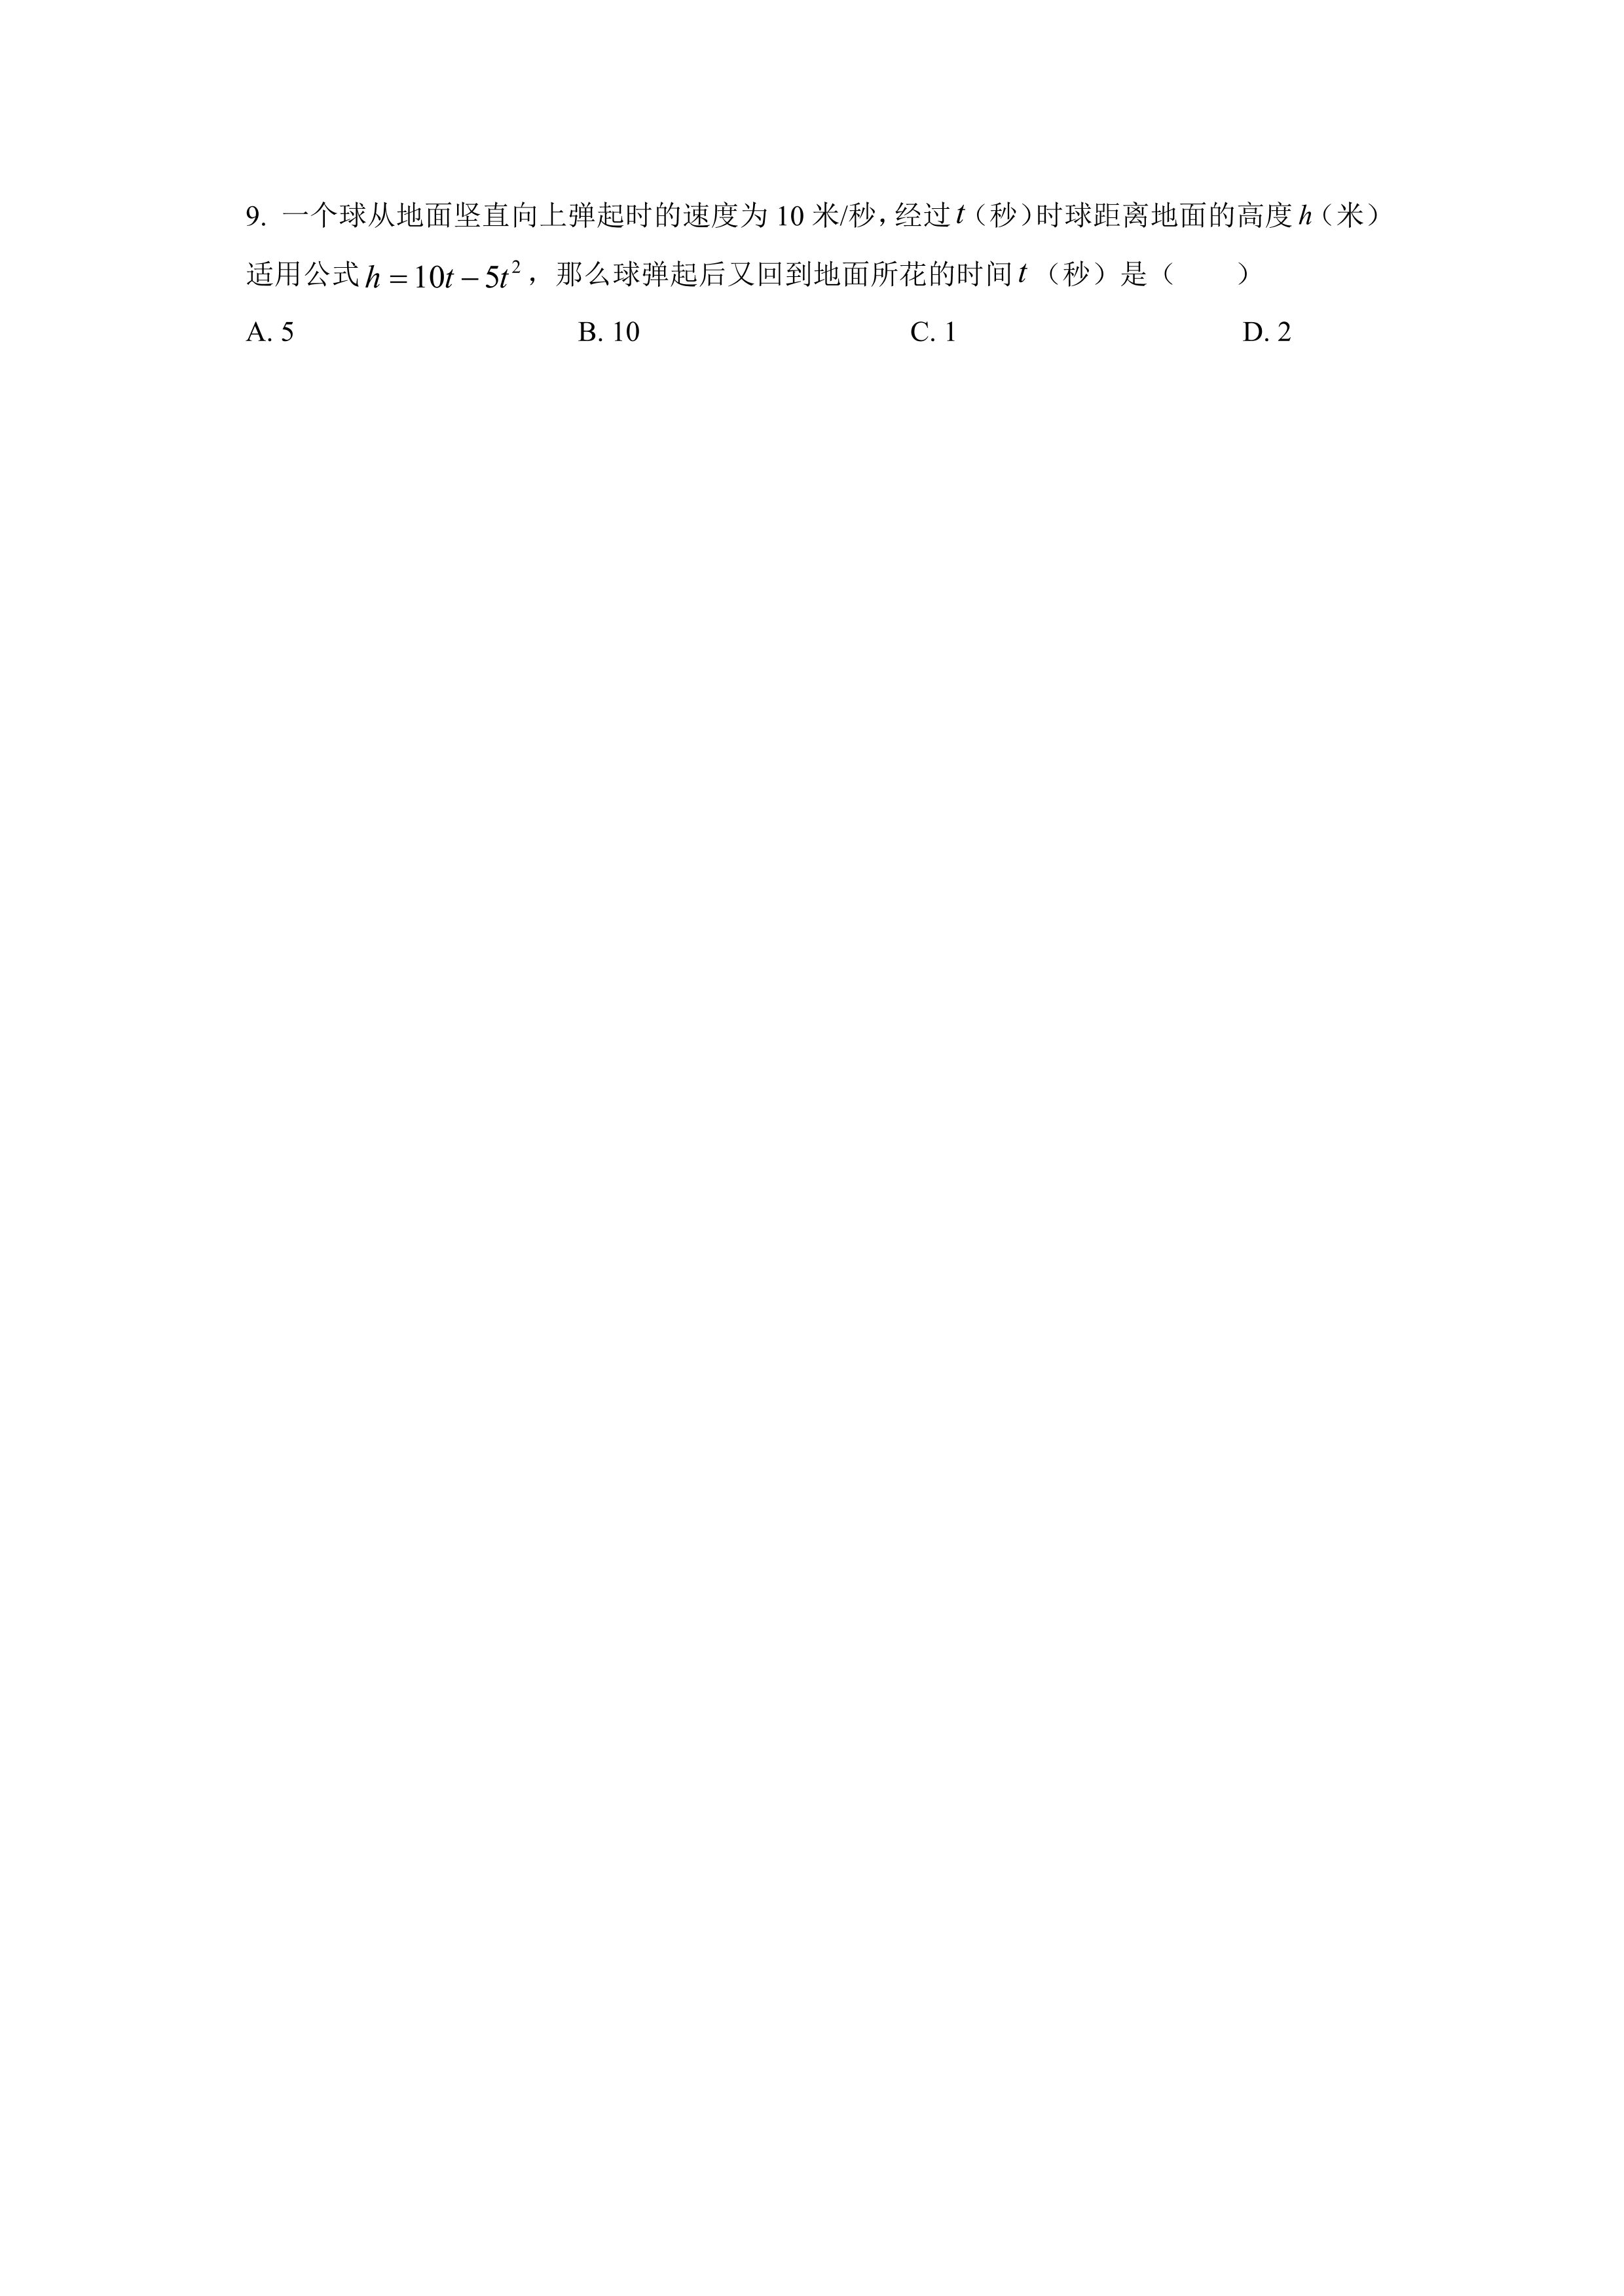 9. 一个球从地面坚直向上弹起时的速度为 10 米/秒，经过 t（秒）时球距离地面的高度 h（米）
适用公式 h = 10t − 5t²，那么球弹起后又回到地面所花的时间 t（秒）是（  ）
A. 5 B. 10 C. 1 D. 2